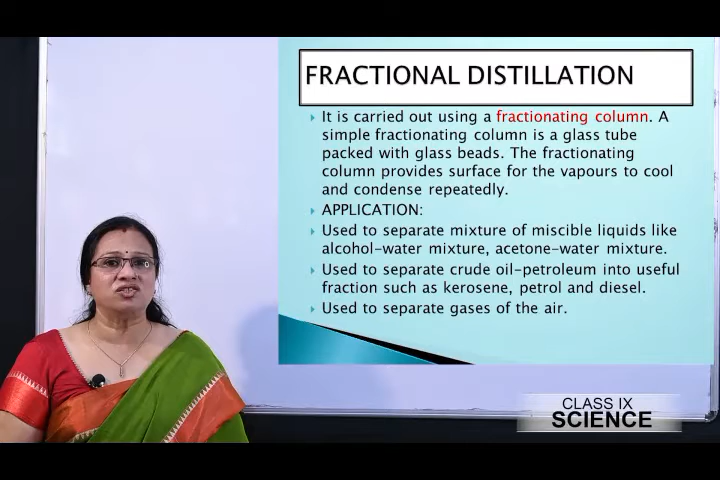 FRACTIONAL DISTILLATION
It is carried out using a fractionating column. A
simple fractionating column is a glass tube
packed with glass beads. The fractionating
column provides surface for the vapours to cool
and condense repeatedly.
APPLICATION:
Used to separate mixture of miscible liquids like
alcohol-water mixture, acetone-water mixture.
Used to separate crude oil-petroleum into useful
fraction such as kerosene, petrol and diesel.
Used to separate gases of the air.
CLASS IX
SCIENCE